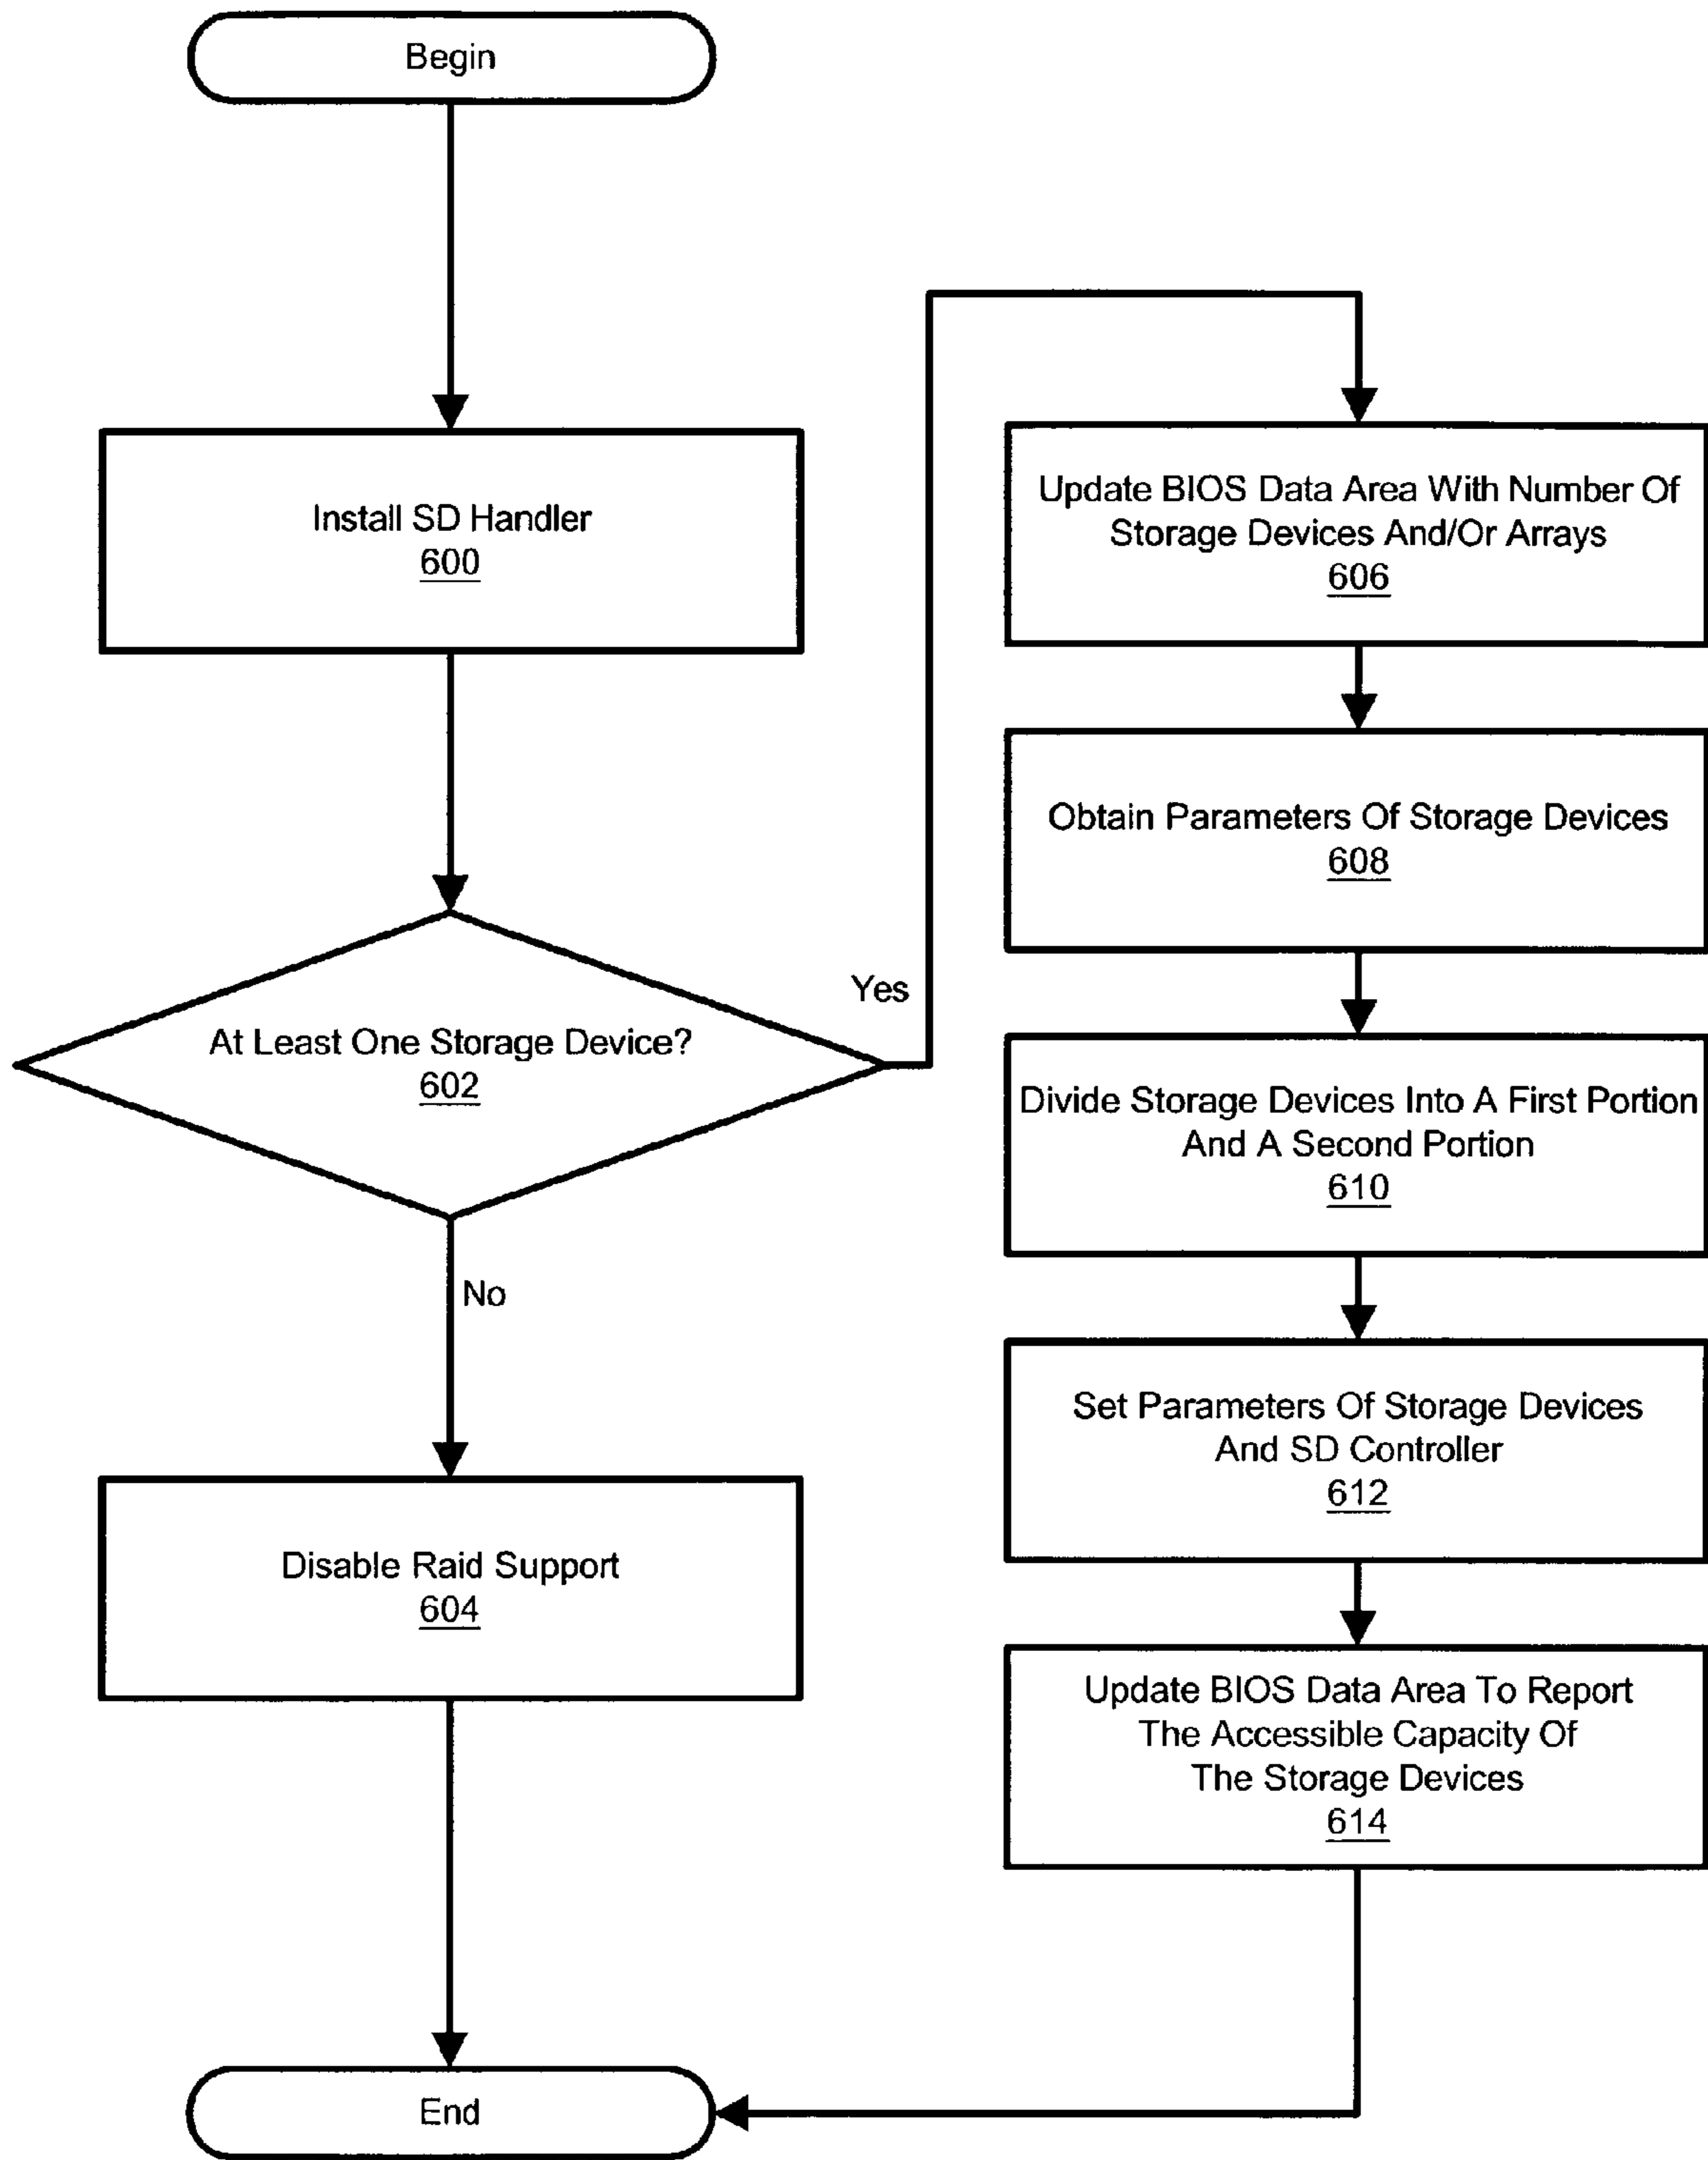 Begin
Install SD Handler
600
At Least One Storage Device?
602
Yes
No
Disable Raid Support
604
End
Update BIOS Data Area With Number Of
Storage Devices And/Or Arrays
606
Obtain Parameters Of Storage Devices
608
Divide Storage Devices Into A First Portion
And A Second Portion
610
Set Parameters Of Storage Devices
And SD Controller
612
Update BIOS Data Area To Report
The Accessible Capacity Of
The Storage Devices
614